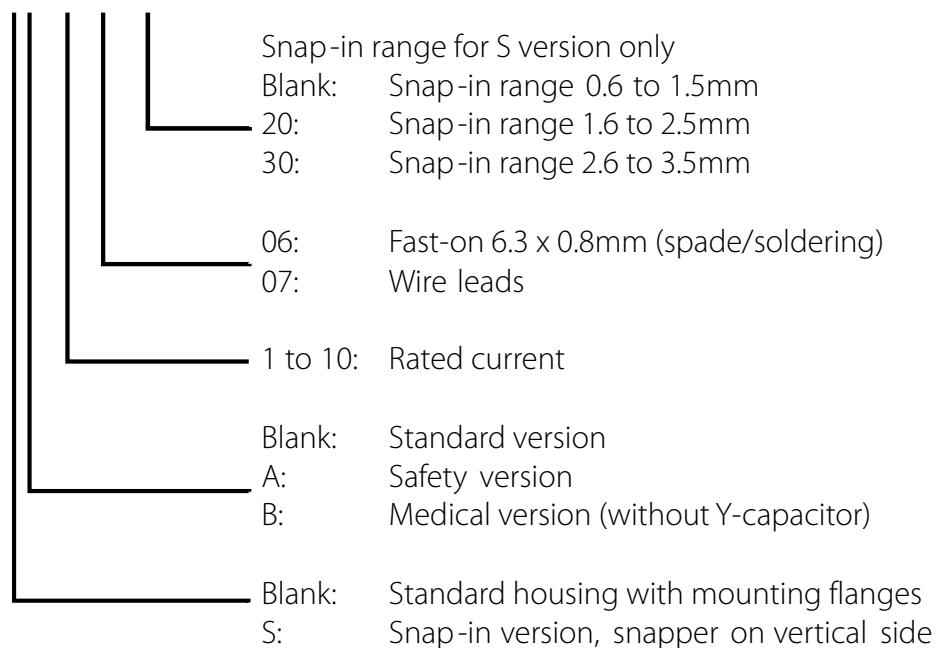 Snap-in range for S version only
Blank: Snap-in range 0.6 to 1.5mm
20: Snap-in range 1.6 to 2.5mm
30: Snap-in range 2.6 to 3.5mm
06: Fast-on 6.3 x 0.8mm (spade/soldering)
07: Wire leads
1 to 10: Rated current
Blank: Standard version
A: Safety version
B: Medical version (without Y-capacitor)
Blank: Standard housing with mounting flanges
S: Snap-in version, snapper on vertical side